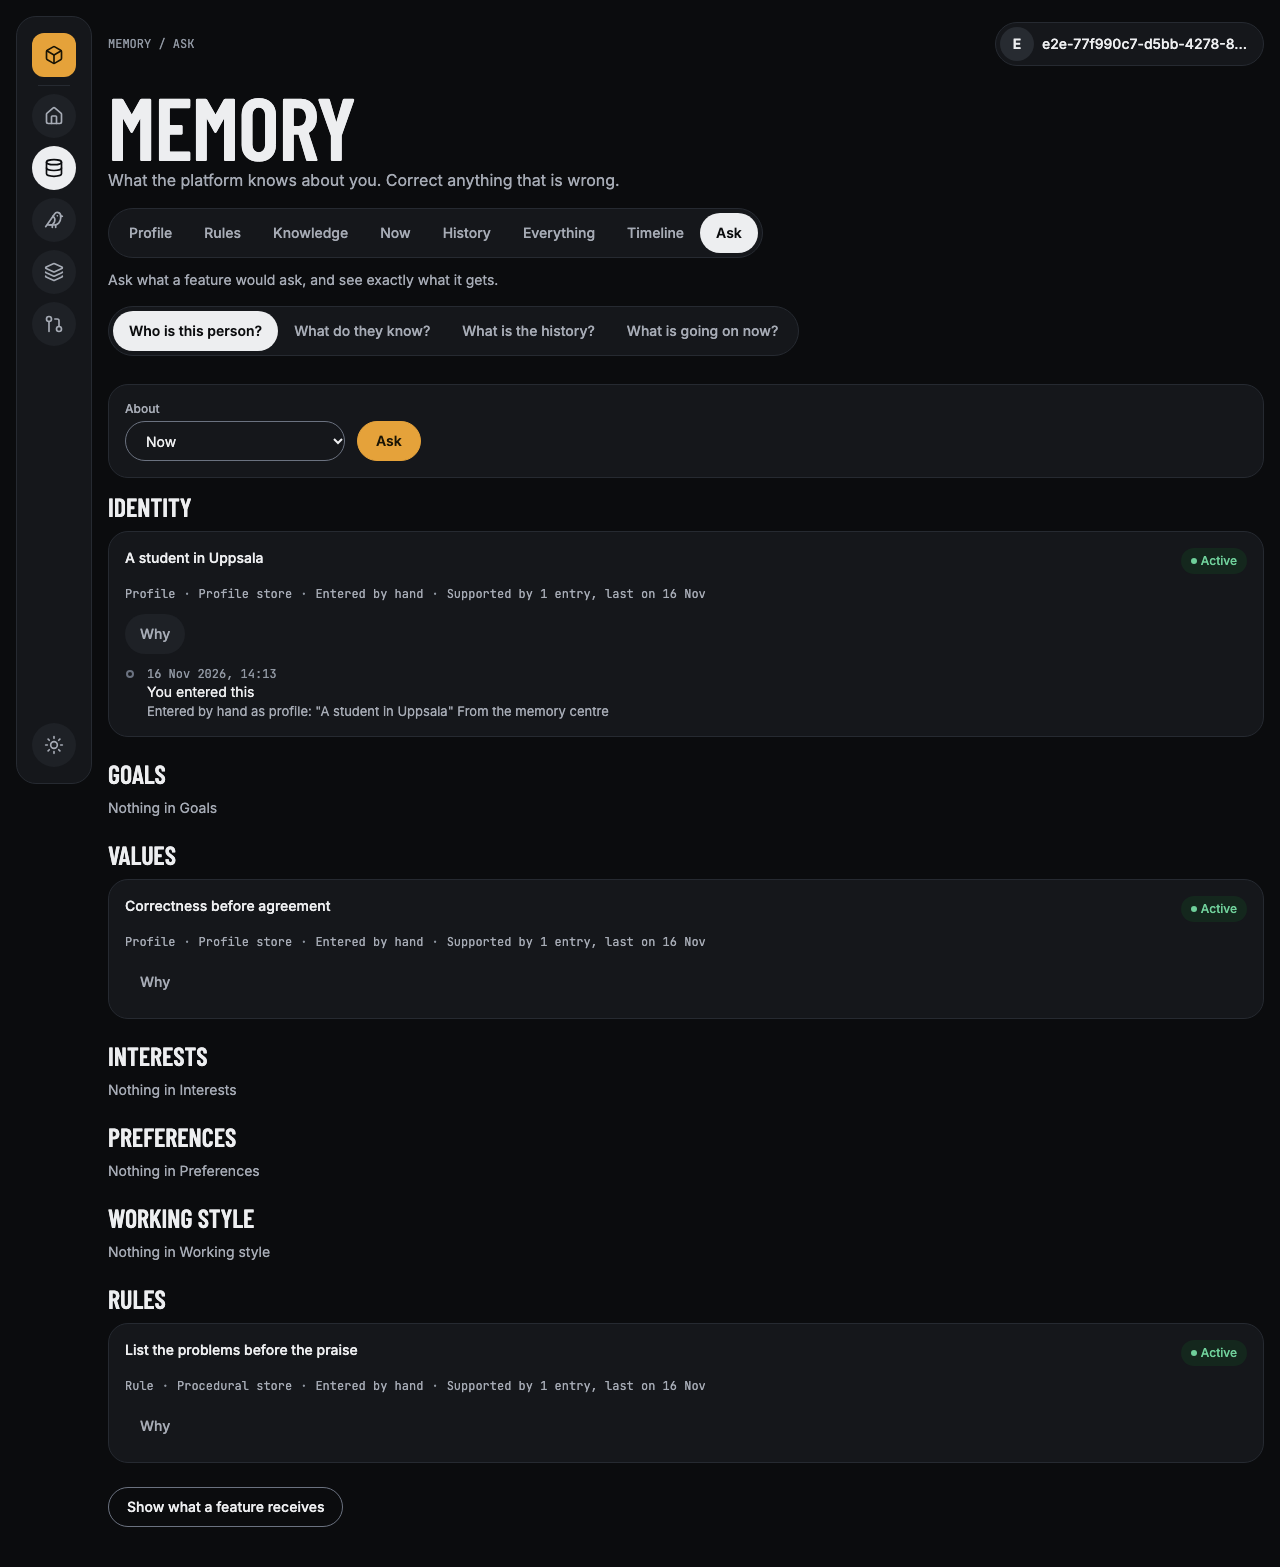 MEMORY / ASK
E e2e-77f990c7-d5bb-4278-8...
MEMORY
What the platform knows about you. Correct anything that is wrong.
Profile Rules Knowledge Now History Everything Timeline Ask
Ask what a feature would ask, and see exactly what it gets.
Who is this person? What do they know? What is the history? What is going on now?
About
Now Ask
IDENTITY
A student in Uppsala Active
Profile · Profile store · Entered by hand · Supported by 1 entry, last on 16 Nov
Why
16 Nov 2026, 14:13
You entered this
Entered by hand as profile: "A student in Uppsala" From the memory centre
GOALS
Nothing in Goals
VALUES
Correctness before agreement Active
Profile · Profile store · Entered by hand · Supported by 1 entry, last on 16 Nov
Why
INTERESTS
Nothing in Interests
PREFERENCES
Nothing in Preferences
WORKING STYLE
Nothing in Working style
RULES
List the problems before the praise Active
Rule · Procedural store · Entered by hand · Supported by 1 entry, last on 16 Nov
Why
Show what a feature receives